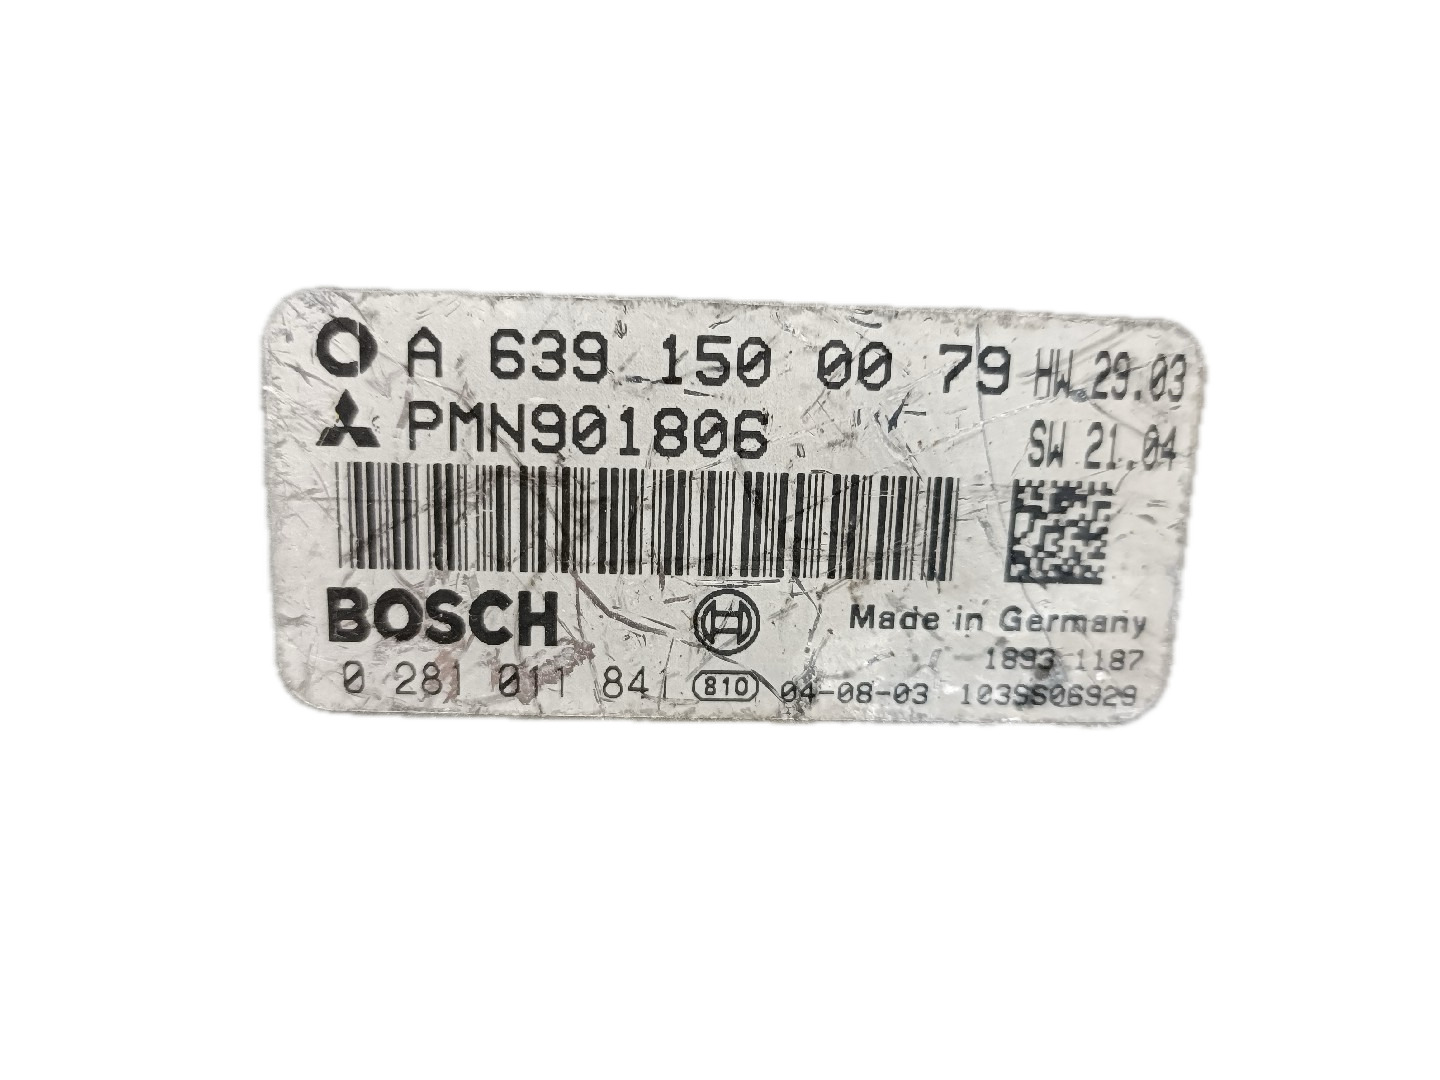 A 639 150 00 79 HW 29.03
PMN901806 SW 21.04
BOSCH Made in Germany
1893 1187
0 281 011 841 810 04-08-03 1039S06929